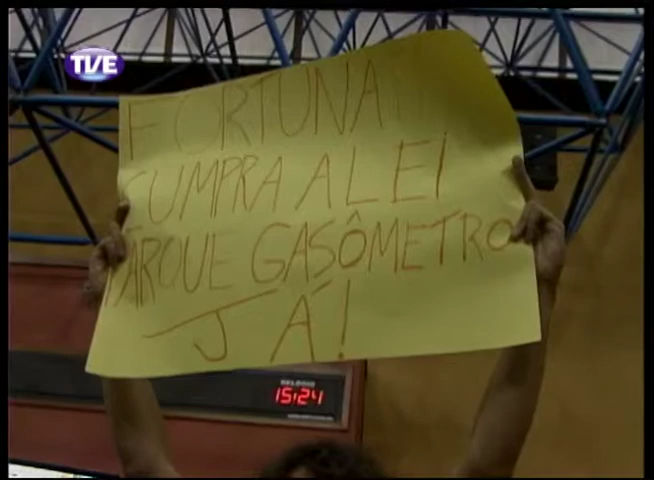 TVE
FORTUNATI
CUMPRA A LEI
PARQUE GASÔMETRO
JÁ!
RELÓGIO
15:24